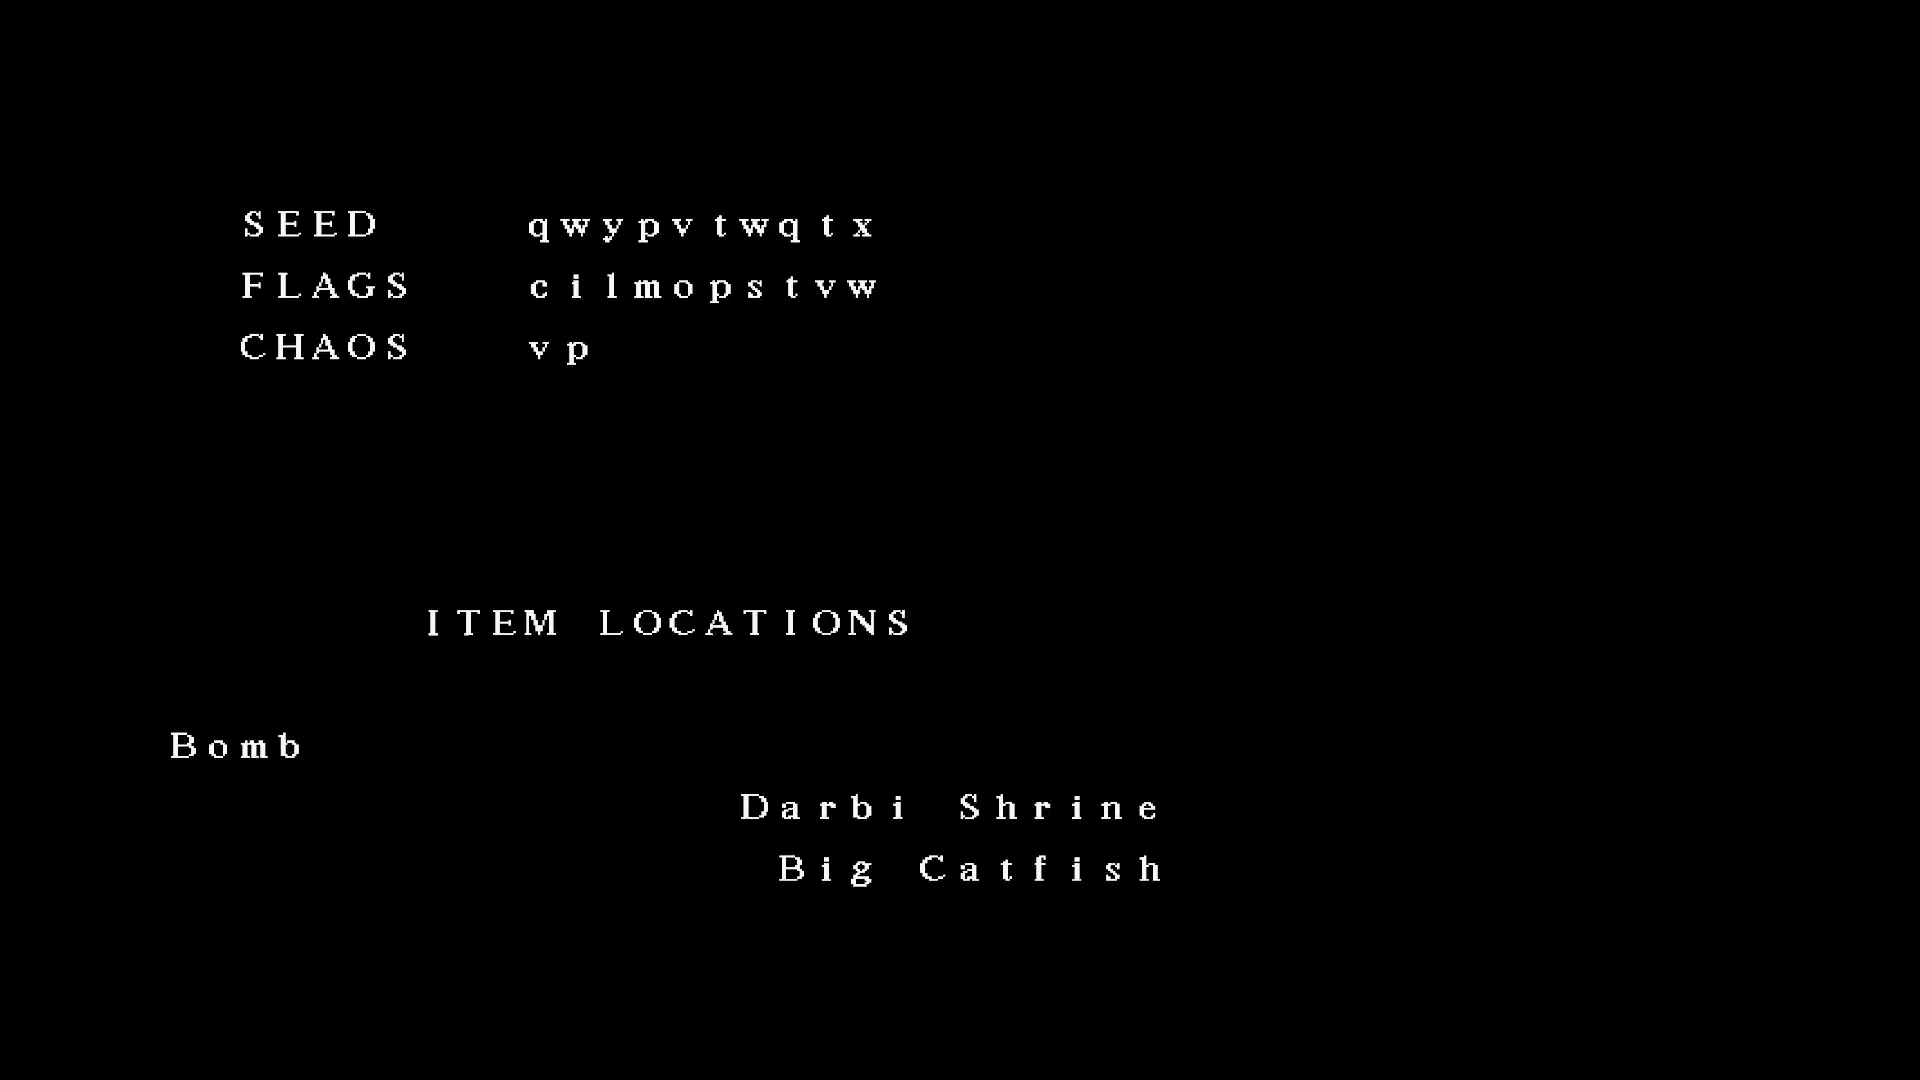 SEED qwypvtwqtx
FLAGS cilmopstvw
CHAOS vp
ITEM LOCATIONS
Bomb
Darbi Shrine
Big Catfish